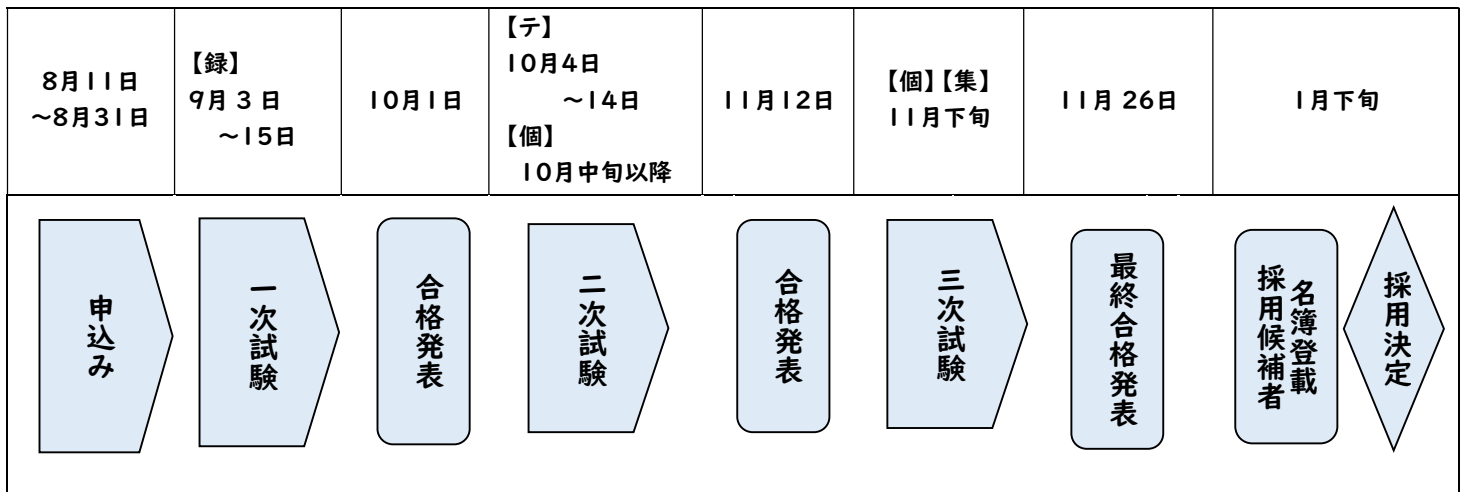 8月11日
～8月31日
【録】
9月3日
～15日
10月1日
【テ】
10月4日
～14日
【個】
10月中旬以降
11月12日
【個】【集】
11月下旬
11月26日
1月下旬
申込み
一次試験
合格発表
二次試験
合格発表
三次試験
最終合格発表
名簿登載
採用候補者
採用決定